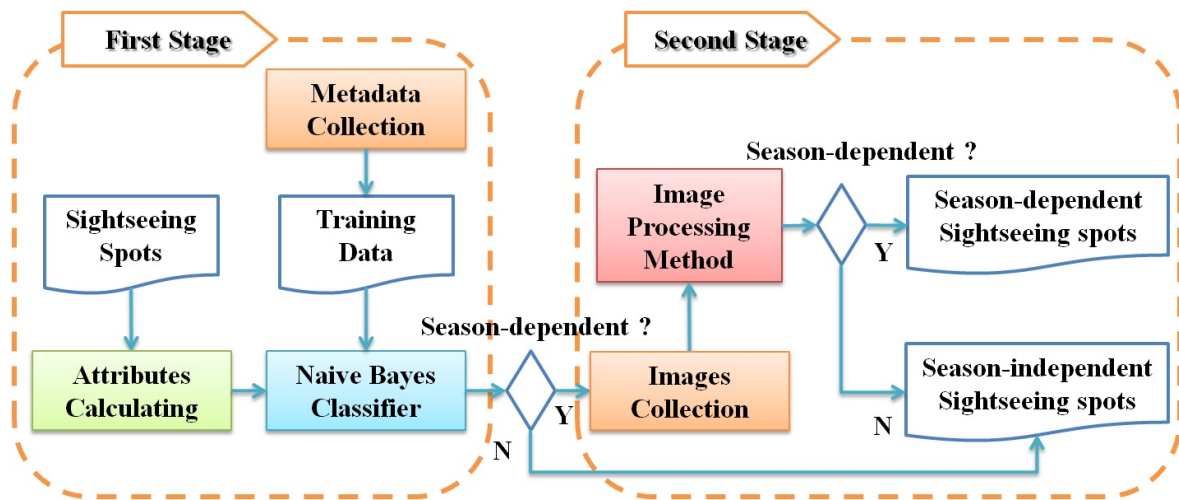 First Stage
Metadata
Collection
Sightseeing
Spots
Training
Data
Attributes
Calculating
Naive Bayes
Classifier
Season-dependent ?
Y
N
Second Stage
Image
Processing
Method
Images
Collection
Season-dependent ?
Y
N
Season-dependent
Sightseeing spots
Season-independent
Sightseeing spots